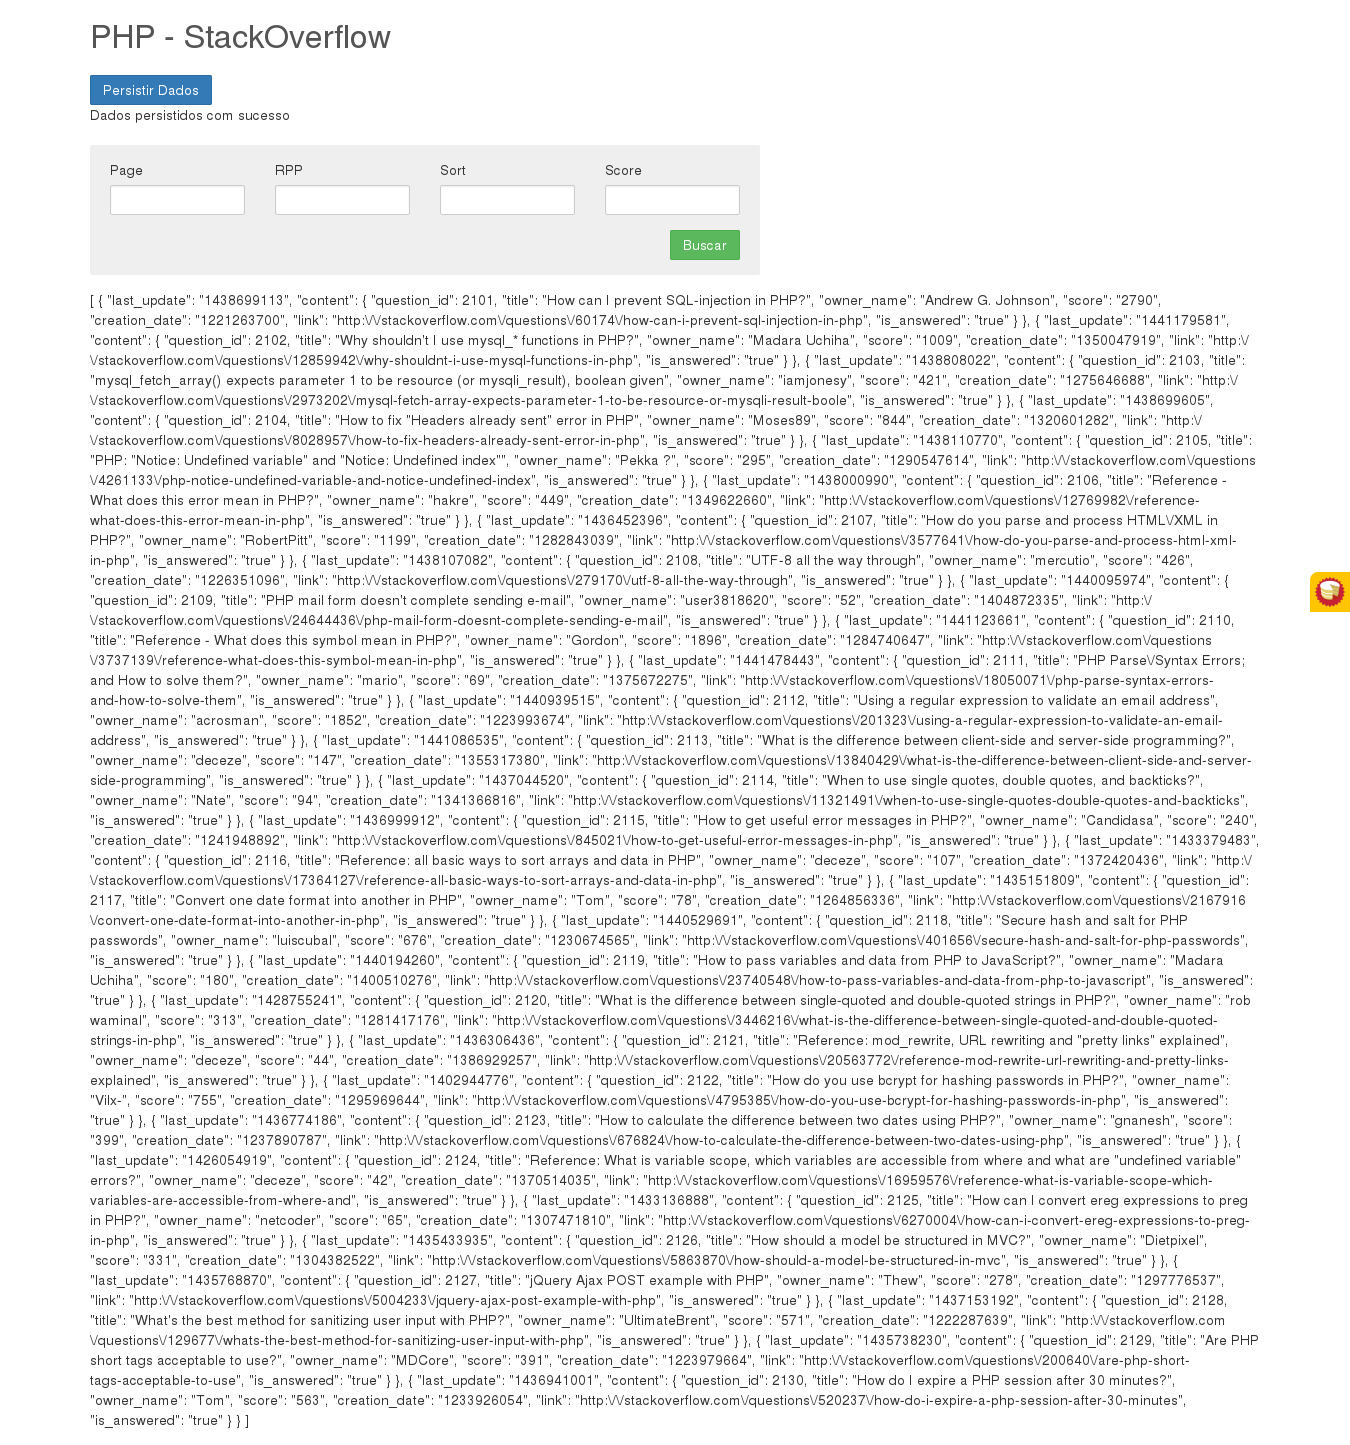 PHP - StackOverflow
Persistir Dados
Dados persistidos com sucesso
Page RPP Sort Score
Buscar
[ { "last_update": "1438699113", "content": { "question_id": 2101, "title": "How can I prevent SQL-injection in PHP?", "owner_name": "Andrew G. Johnson", "score": "2790",
"creation_date": "1221263700", "link": "http:\/\/stackoverflow.com\/questions\/60174\/how-can-i-prevent-sql-injection-in-php", "is_answered": "true" } }, { "last_update": "1441179581",
"content": { "question_id": 2102, "title": "Why shouldn't I use mysql_* functions in PHP?", "owner_name": "Madara Uchiha", "score": "1009", "creation_date": "1350047919", "link": "http:\/
\/stackoverflow.com\/questions\/12859942\/why-shouldnt-i-use-mysql-functions-in-php", "is_answered": "true" } }, { "last_update": "1438808022", "content": { "question_id": 2103, "title":
"mysql_fetch_array() expects parameter 1 to be resource (or mysqli_result), boolean given", "owner_name": "iamjonesy", "score": "421", "creation_date": "1275646688", "link": "http:\/
\/stackoverflow.com\/questions\/2973202\/mysql-fetch-array-expects-parameter-1-to-be-resource-or-mysqli-result-boole", "is_answered": "true" } }, { "last_update": "1438699605",
"content": { "question_id": 2104, "title": "How to fix "Headers already sent" error in PHP", "owner_name": "Moses89", "score": "844", "creation_date": "1320601282", "link": "http:\/
\/stackoverflow.com\/questions\/8028957\/how-to-fix-headers-already-sent-error-in-php", "is_answered": "true" } }, { "last_update": "1438110770", "content": { "question_id": 2105, "title":
"PHP: "Notice: Undefined variable" and "Notice: Undefined index"", "owner_name": "Pekka ?", "score": "295", "creation_date": "1290547614", "link": "http:\/\/stackoverflow.com\/questions
\/4261133\/php-notice-undefined-variable-and-notice-undefined-index", "is_answered": "true" } }, { "last_update": "1438000990", "content": { "question_id": 2106, "title": "Reference -
What does this error mean in PHP?", "owner_name": "hakre", "score": "449", "creation_date": "1349622660", "link": "http:\/\/stackoverflow.com\/questions\/12769982\/reference-
what-does-this-error-mean-in-php", "is_answered": "true" } }, { "last_update": "1436452396", "content": { "question_id": 2107, "title": "How do you parse and process HTML\/XML in
PHP?", "owner_name": "RobertPitt", "score": "1199", "creation_date": "1282843039", "link": "http:\/\/stackoverflow.com\/questions\/3577641\/how-do-you-parse-and-process-html-xml-
in-php", "is_answered": "true" } }, { "last_update": "1438107082", "content": { "question_id": 2108, "title": "UTF-8 all the way through", "owner_name": "mercutio", "score": "426",
"creation_date": "1226351096", "link": "http:\/\/stackoverflow.com\/questions\/279170\/utf-8-all-the-way-through", "is_answered": "true" } }, { "last_update": "1440095974", "content": {
"question_id": 2109, "title": "PHP mail form doesn't complete sending e-mail", "owner_name": "user3818620", "score": "52", "creation_date": "1404872335", "link": "http:\/
\/stackoverflow.com\/questions\/24644436\/php-mail-form-doesnt-complete-sending-e-mail", "is_answered": "true" } }, { "last_update": "1441123661", "content": { "question_id": 2110,
"title": "Reference - What does this symbol mean in PHP?", "owner_name": "Gordon", "score": "1896", "creation_date": "1284740647", "link": "http:\/\/stackoverflow.com\/questions
\/3737139\/reference-what-does-this-symbol-mean-in-php", "is_answered": "true" } }, { "last_update": "1441478443", "content": { "question_id": 2111, "title": "PHP Parse\/Syntax Errors;
and How to solve them?", "owner_name": "mario", "score": "69", "creation_date": "1375672275", "link": "http:\/\/stackoverflow.com\/questions\/18050071\/php-parse-syntax-errors-
and-how-to-solve-them", "is_answered": "true" } }, { "last_update": "1440939515", "content": { "question_id": 2112, "title": "Using a regular expression to validate an email address",
"owner_name": "acrosman", "score": "1852", "creation_date": "1223993674", "link": "http:\/\/stackoverflow.com\/questions\/201323\/using-a-regular-expression-to-validate-an-email-
address", "is_answered": "true" } }, { "last_update": "1441086535", "content": { "question_id": 2113, "title": "What is the difference between client-side and server-side programming?",
"owner_name": "deceze", "score": "147", "creation_date": "1355317380", "link": "http:\/\/stackoverflow.com\/questions\/13840429\/what-is-the-difference-between-client-side-and-server-
side-programming", "is_answered": "true" } }, { "last_update": "1437044520", "content": { "question_id": 2114, "title": "When to use single quotes, double quotes, and backticks?",
"owner_name": "Nate", "score": "94", "creation_date": "1341366816", "link": "http:\/\/stackoverflow.com\/questions\/11321491\/when-to-use-single-quotes-double-quotes-and-backticks",
"is_answered": "true" } }, { "last_update": "1436999912", "content": { "question_id": 2115, "title": "How to get useful error messages in PHP?", "owner_name": "Candidasa", "score": "240",
"creation_date": "1241948892", "link": "http:\/\/stackoverflow.com\/questions\/845021\/how-to-get-useful-error-messages-in-php", "is_answered": "true" } }, { "last_update": "1433379483",
"content": { "question_id": 2116, "title": "Reference: all basic ways to sort arrays and data in PHP", "owner_name": "deceze", "score": "107", "creation_date": "1372420436", "link": "http:\/
\/stackoverflow.com\/questions\/17364127\/reference-all-basic-ways-to-sort-arrays-and-data-in-php", "is_answered": "true" } }, { "last_update": "1435151809", "content": { "question_id":
2117, "title": "Convert one date format into another in PHP", "owner_name": "Tom", "score": "78", "creation_date": "1264856336", "link": "http:\/\/stackoverflow.com\/questions\/2167916
\/convert-one-date-format-into-another-in-php", "is_answered": "true" } }, { "last_update": "1440529691", "content": { "question_id": 2118, "title": "Secure hash and salt for PHP
passwords", "owner_name": "luiscubal", "score": "676", "creation_date": "1230674565", "link": "http:\/\/stackoverflow.com\/questions\/401656\/secure-hash-and-salt-for-php-passwords",
"is_answered": "true" } }, { "last_update": "1440194260", "content": { "question_id": 2119, "title": "How to pass variables and data from PHP to JavaScript?", "owner_name": "Madara
Uchiha", "score": "180", "creation_date": "1400510276", "link": "http:\/\/stackoverflow.com\/questions\/23740548\/how-to-pass-variables-and-data-from-php-to-javascript", "is_answered":
"true" } }, { "last_update": "1428755241", "content": { "question_id": 2120, "title": "What is the difference between single-quoted and double-quoted strings in PHP?", "owner_name": "rob
waminal", "score": "313", "creation_date": "1281417176", "link": "http:\/\/stackoverflow.com\/questions\/3446216\/what-is-the-difference-between-single-quoted-and-double-quoted-
strings-in-php", "is_answered": "true" } }, { "last_update": "1436306436", "content": { "question_id": 2121, "title": "Reference: mod_rewrite, URL rewriting and "pretty links" explained",
"owner_name": "deceze", "score": "44", "creation_date": "1386929257", "link": "http:\/\/stackoverflow.com\/questions\/20563772\/reference-mod-rewrite-url-rewriting-and-pretty-links-
explained", "is_answered": "true" } }, { "last_update": "1402944776", "content": { "question_id": 2122, "title": "How do you use bcrypt for hashing passwords in PHP?", "owner_name":
"Vilx-", "score": "755", "creation_date": "1295969644", "link": "http:\/\/stackoverflow.com\/questions\/4795385\/how-do-you-use-bcrypt-for-hashing-passwords-in-php", "is_answered":
"true" } }, { "last_update": "1436774186", "content": { "question_id": 2123, "title": "How to calculate the difference between two dates using PHP?", "owner_name": "gnanesh", "score":
"399", "creation_date": "1237890787", "link": "http:\/\/stackoverflow.com\/questions\/676824\/how-to-calculate-the-difference-between-two-dates-using-php", "is_answered": "true" } }, {
"last_update": "1426054919", "content": { "question_id": 2124, "title": "Reference: What is variable scope, which variables are accessible from where and what are "undefined variable"
errors?", "owner_name": "deceze", "score": "42", "creation_date": "1370514035", "link": "http:\/\/stackoverflow.com\/questions\/16959576\/reference-what-is-variable-scope-which-
variables-are-accessible-from-where-and", "is_answered": "true" } }, { "last_update": "1433136888", "content": { "question_id": 2125, "title": "How can I convert ereg expressions to preg
in PHP?", "owner_name": "netcoder", "score": "65", "creation_date": "1307471810", "link": "http:\/\/stackoverflow.com\/questions\/6270004\/how-can-i-convert-ereg-expressions-to-preg-
in-php", "is_answered": "true" } }, { "last_update": "1435433935", "content": { "question_id": 2126, "title": "How should a model be structured in MVC?", "owner_name": "Dietpixel",
"score": "331", "creation_date": "1304382522", "link": "http:\/\/stackoverflow.com\/questions\/5863870\/how-should-a-model-be-structured-in-mvc", "is_answered": "true" } }, {
"last_update": "1435768870", "content": { "question_id": 2127, "title": "jQuery Ajax POST example with PHP", "owner_name": "Thew", "score": "278", "creation_date": "1297776537",
"link": "http:\/\/stackoverflow.com\/questions\/5004233\/jquery-ajax-post-example-with-php", "is_answered": "true" } }, { "last_update": "1437153192", "content": { "question_id": 2128,
"title": "What's the best method for sanitizing user input with PHP?", "owner_name": "UltimateBrent", "score": "571", "creation_date": "1222287639", "link": "http:\/\/stackoverflow.com
\/questions\/129677\/whats-the-best-method-for-sanitizing-user-input-with-php", "is_answered": "true" } }, { "last_update": "1435738230", "content": { "question_id": 2129, "title": "Are PHP
short tags acceptable to use?", "owner_name": "MDCore", "score": "391", "creation_date": "1223979664", "link": "http:\/\/stackoverflow.com\/questions\/200640\/are-php-short-
tags-acceptable-to-use", "is_answered": "true" } }, { "last_update": "1436941001", "content": { "question_id": 2130, "title": "How do I expire a PHP session after 30 minutes?",
"owner_name": "Tom", "score": "563", "creation_date": "1233926054", "link": "http:\/\/stackoverflow.com\/questions\/520237\/how-do-i-expire-a-php-session-after-30-minutes",
"is_answered": "true" } } ]